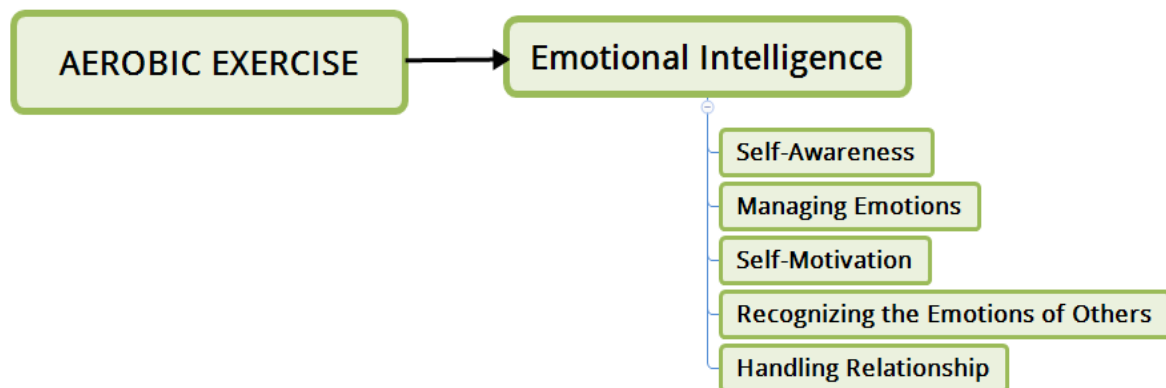 AEROBIC EXERCISE
Emotional Intelligence
Self-Awareness
Managing Emotions
Self-Motivation
Recognizing the Emotions of Others
Handling Relationship